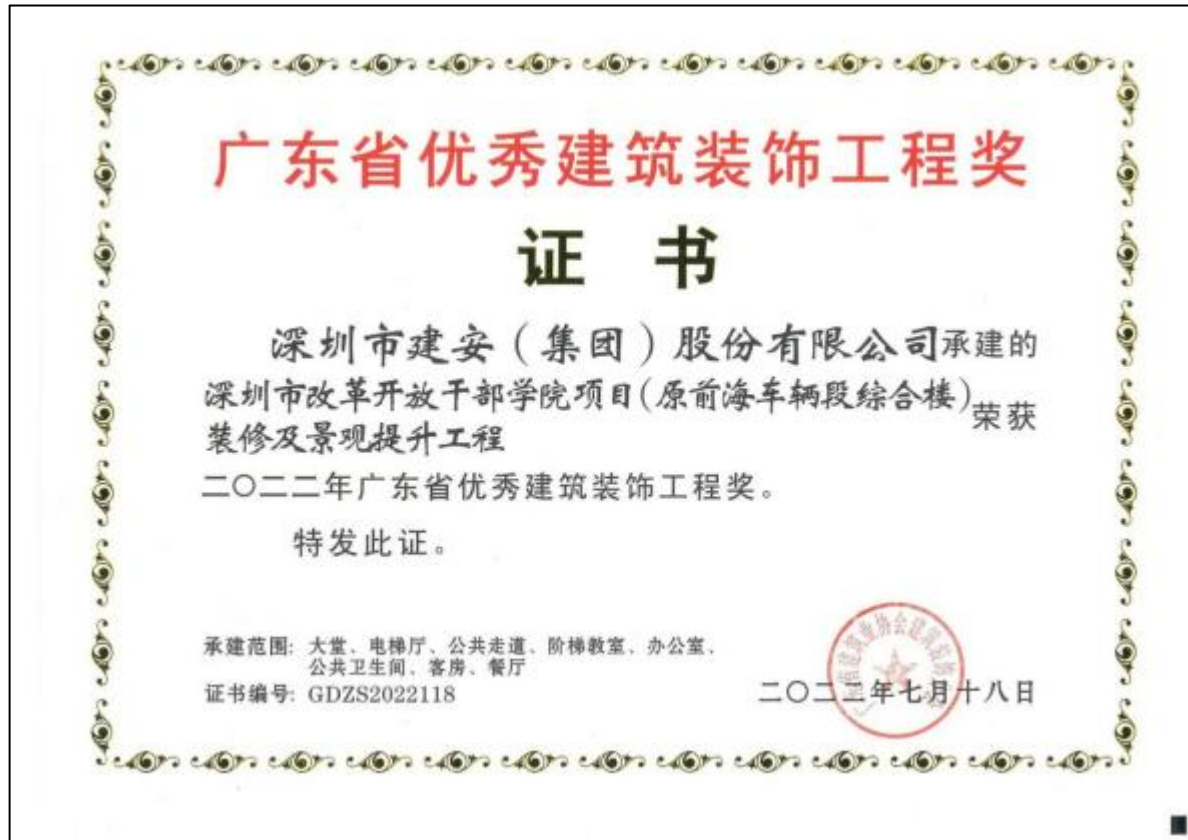 广东省优秀建筑装饰工程奖
证 书
深圳市建安（集团）股份有限公司承建的
深圳市改革开放干部学院项目(原前海车辆段综合楼)
装修及景观提升工程
荣获
二〇二二年广东省优秀建筑装饰工程奖。
特发此证。
承建范围: 大堂、电梯厅、公共走道、阶梯教室、办公室、
公共卫生间、客房、餐厅
证书编号: GDZS2022118
二〇二二年七月十八日